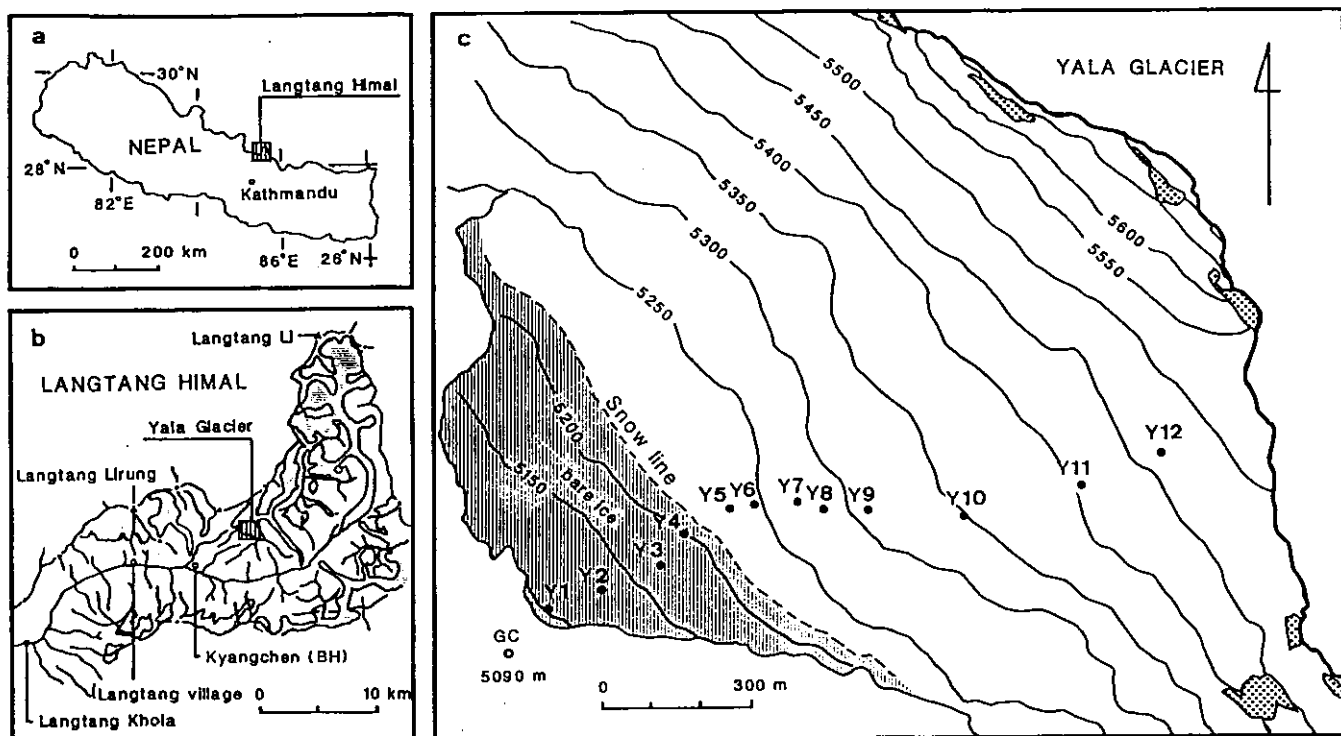 a
30°N
Langtang Himal
NEPAL
28°N
Kathmandu
82°E
0 200 km
86°E
26°N
b
Langtang Li
LANGTANG HIMAL
Yala Glacier
Langtang Lirung
Kyangchen (BH)
Langtang village
0 10 km
Langtang Khola
c
YALA GLACIER
5500
5450
5400
5350
5300
5250
5600
5550
Snow line
5200
bare ice
5150
Y1
Y2
Y3
Y4
Y5
Y6
Y7
Y8
Y9
Y10
Y11
Y12
GC
5090 m
0 300 m